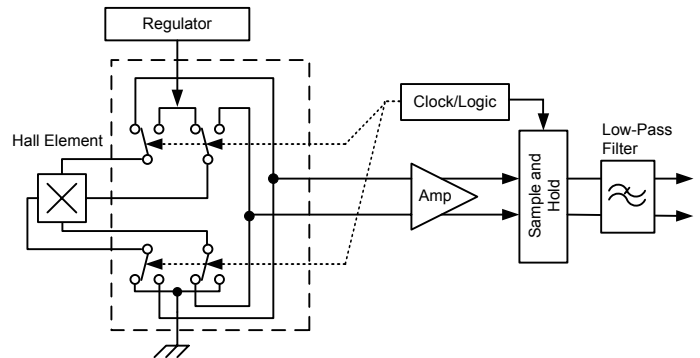 Regulator
Clock/Logic
Hall Element
Low-Pass
Filter
Amp
Sample and
Hold